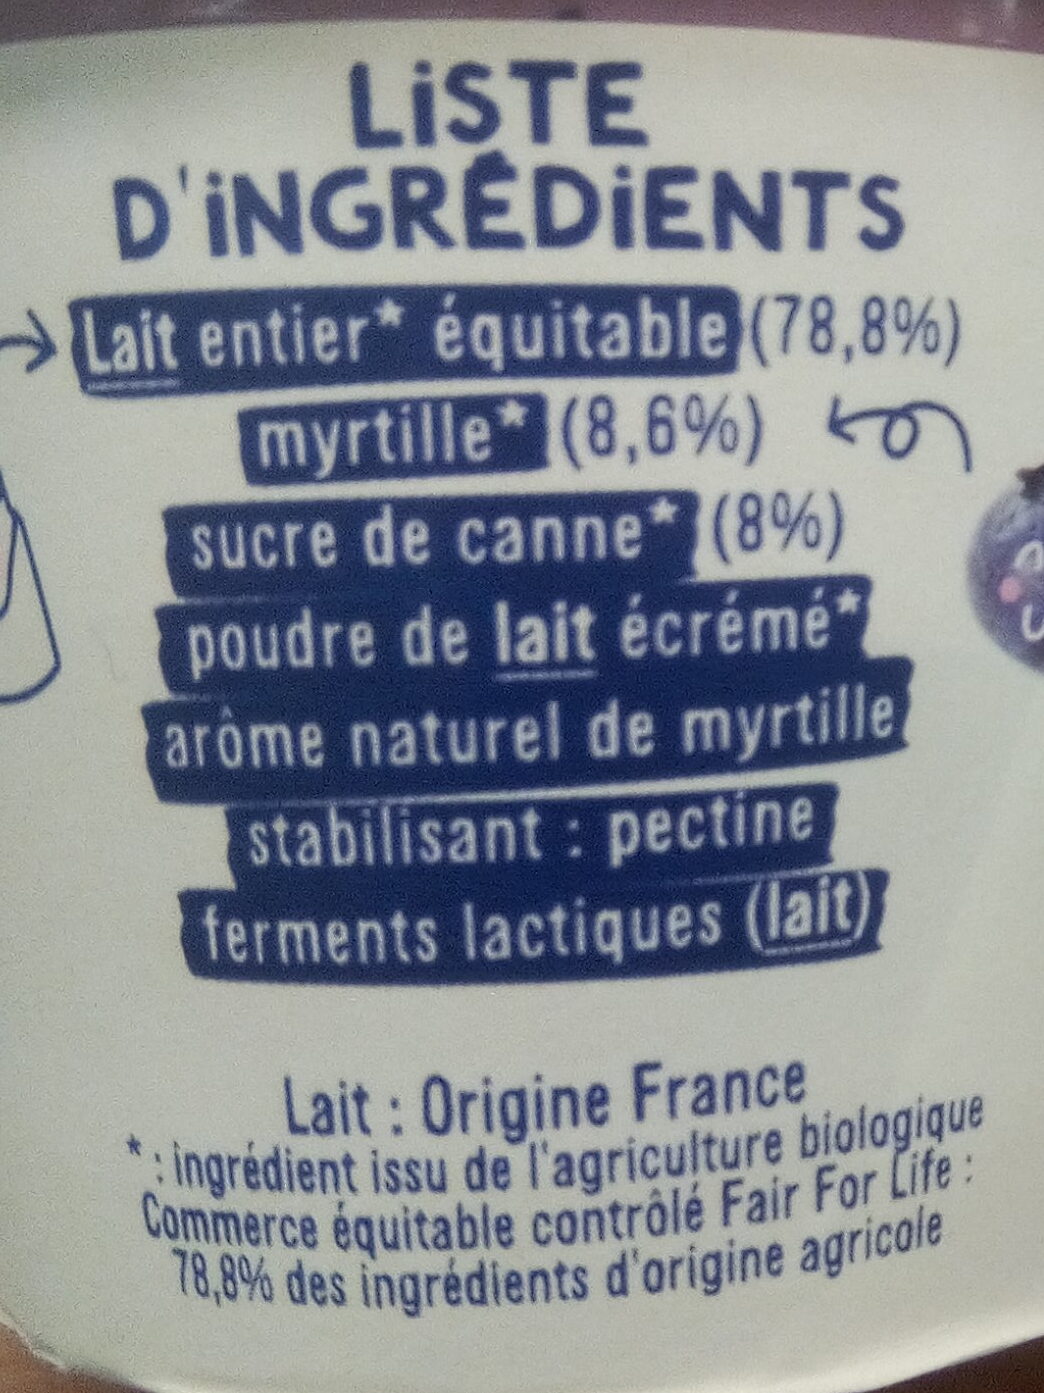 LiSTE
D'iNGRÉDiENTS
Lait entier* équitable (78,8%)
myrtille* (8,6%)
sucre de canne* (8%)
poudre de lait écrémé*
arôme naturel de myrtille
stabilisant : pectine
ferments lactiques (lait)
Lait : Origine France
* : ingrédient issu de l'agriculture biologique
Commerce équitable contrôlé Fair For Life :
78,8% des ingrédients d'origine agricole